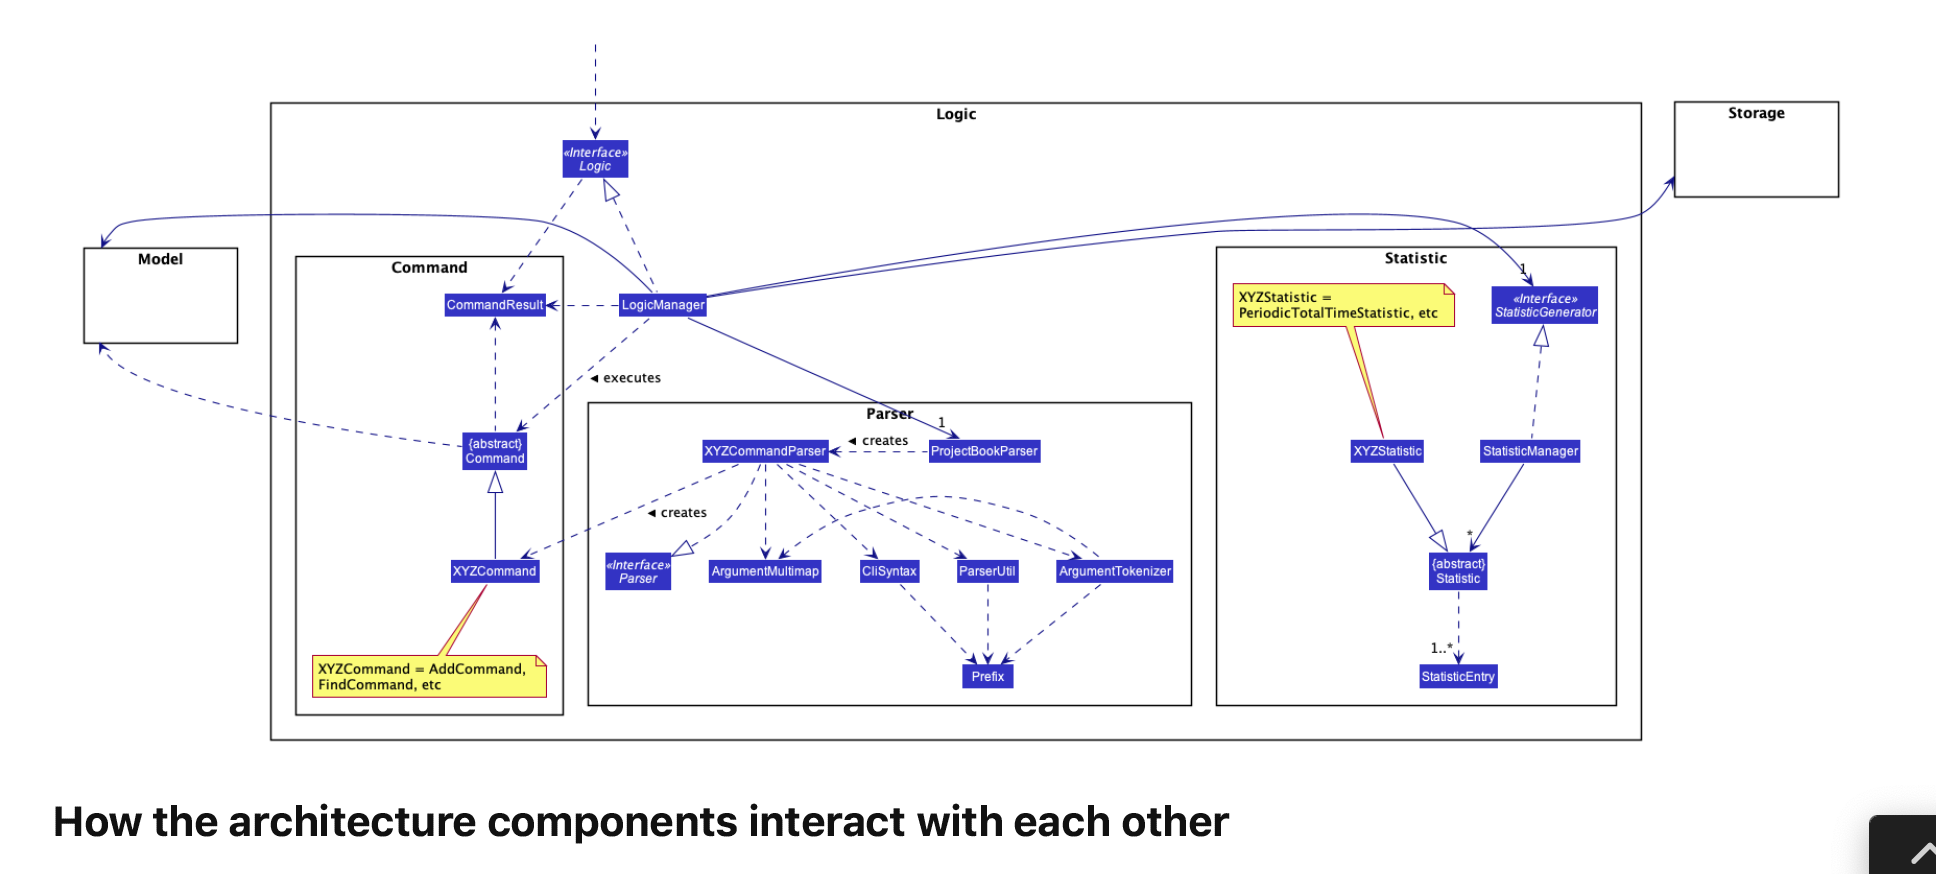 Logic
Storage
«Interface»
Logic
Model
Command
Statistic
1
CommandResult
LogicManager
XYZStatistic =
PeriodicTotalTimeStatistic, etc
«Interface»
StatisticGenerator
◄ executes
Parser
1
{abstract}
Command
XYZCommandParser
◄ creates
ProjectBookParser
XYZStatistic
StatisticManager
◄ creates
*
XYZCommand
«Interface»
Parser
ArgumentMultimap
CliSyntax
ParserUtil
ArgumentTokenizer
{abstract}
Statistic
1..*
XYZCommand = AddCommand,
FindCommand, etc
Prefix
StatisticEntry
How the architecture components interact with each other